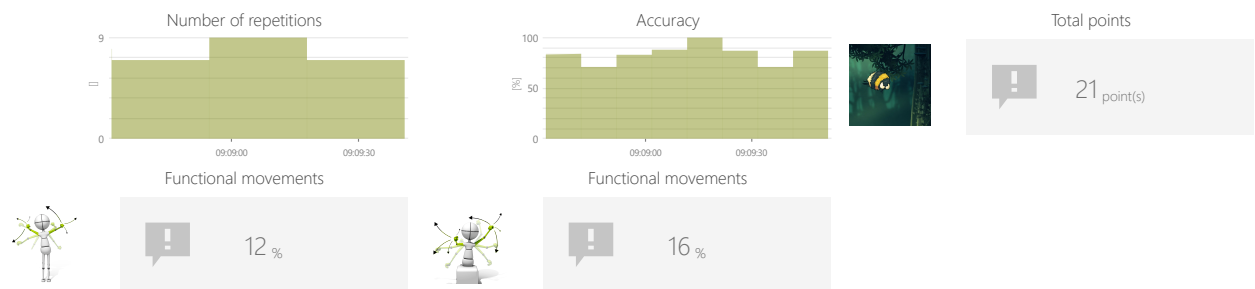 Number of repetitions
9
[]
0
09:09:00
09:09:30
Accuracy
100
[%]
50
0
09:09:00
09:09:30
Total points
21 point(s)
Functional movements
12 %
Functional movements
16 %